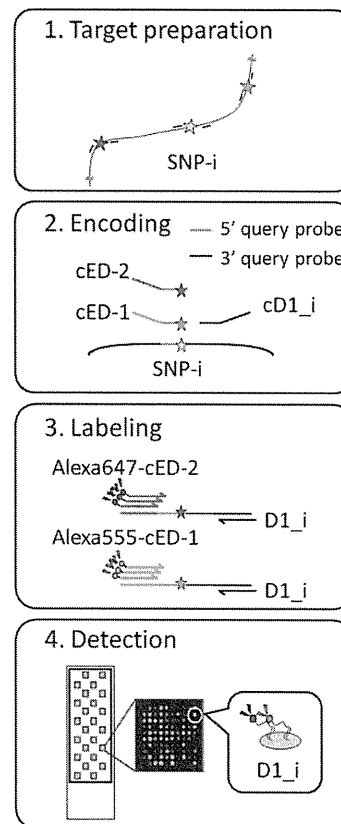 1. Target preparation
SNP-i
2. Encoding
5' query probe
3' query probe
cED-2
cED-1
cD1_i
SNP-i
3. Labeling
Alexa647-cED-2
D1_i
Alexa555-cED-1
D1_i
4. Detection
D1_i